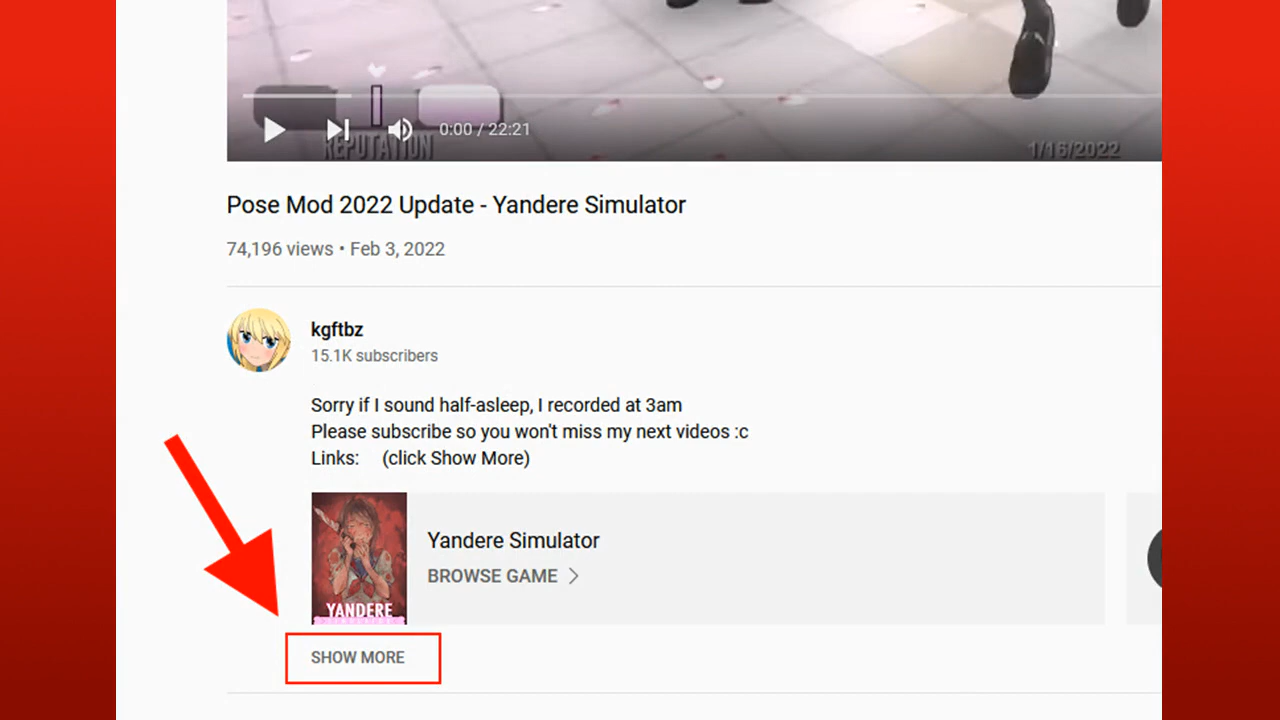 0:00 / 22:21
REPUTATION
1/16/2022
Pose Mod 2022 Update - Yandere Simulator
74,196 views • Feb 3, 2022
kgftbz
15.1K subscribers
Sorry if I sound half-asleep, I recorded at 3am
Please subscribe so you won't miss my next videos :c
Links: (click Show More)
YANDERE
Yandere Simulator
BROWSE GAME
SHOW MORE